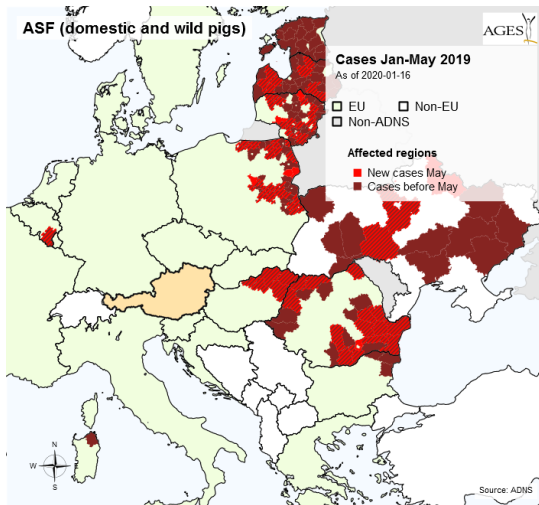 ASF (domestic and wild pigs)
AGES
Cases Jan-May 2019
As of 2020-01-16
EU Non-EU
Non-ADNS
Affected regions
New cases May
Cases before May
N
W E
S
Source: ADNS